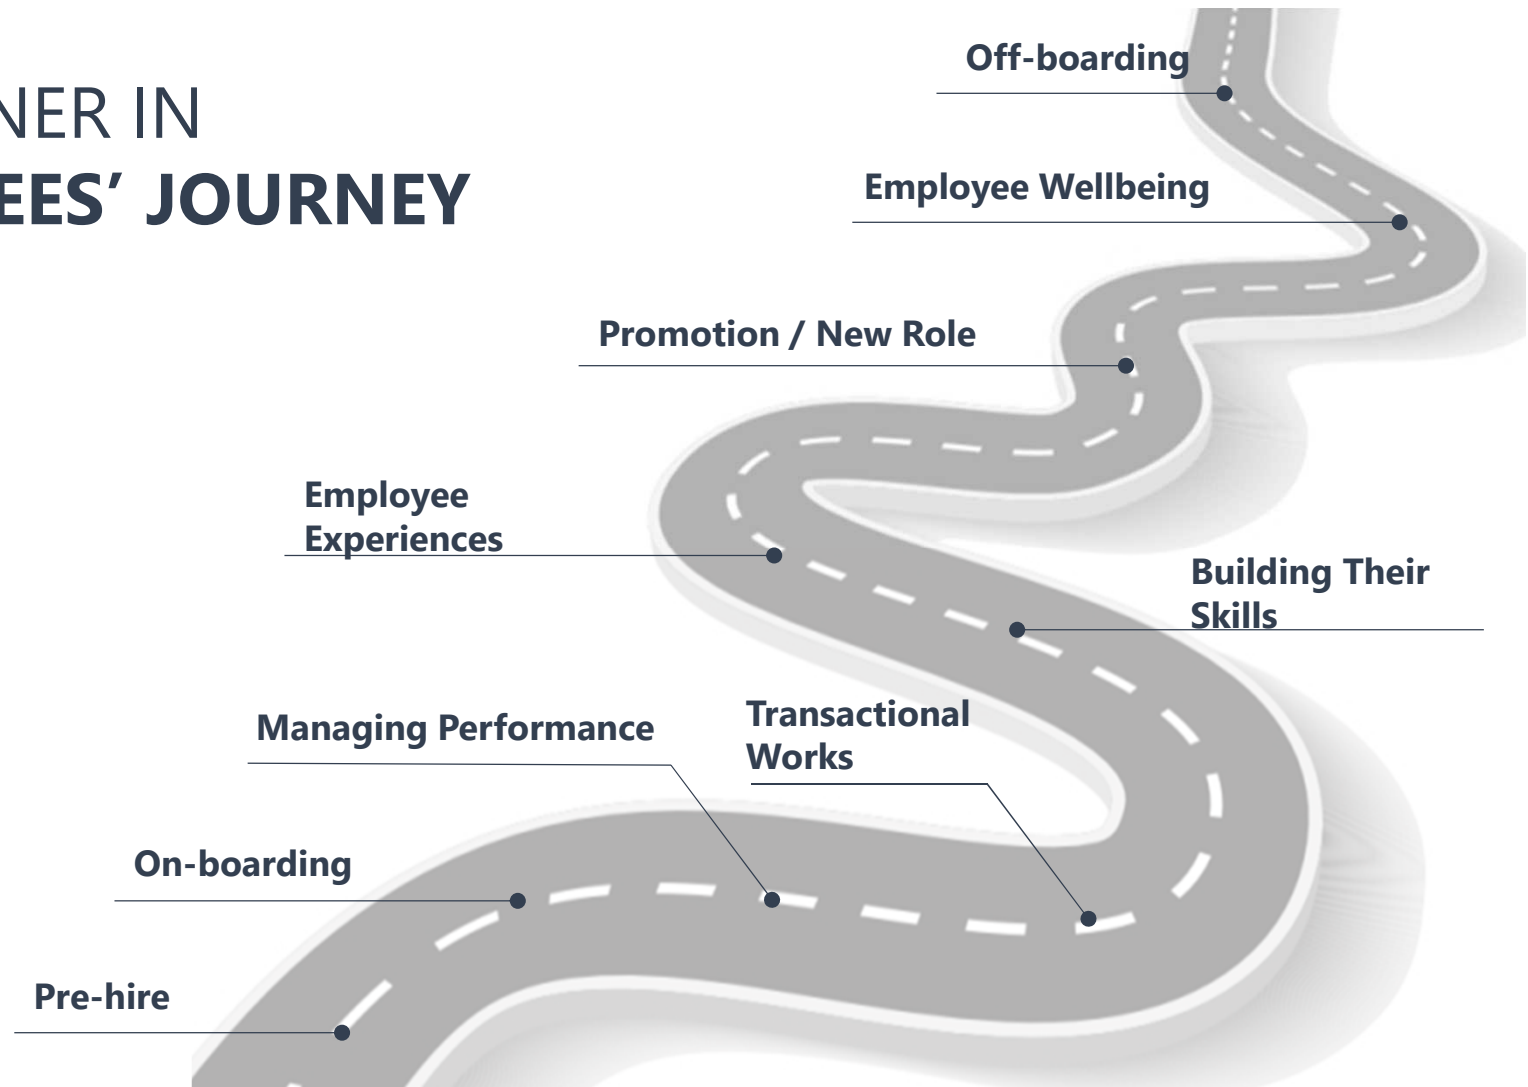 NER IN
EES’ JOURNEY
Off-boarding
Employee Wellbeing
Promotion / New Role
Employee
Experiences
Building Their
Skills
Managing Performance
Transactional
Works
On-boarding
Pre-hire